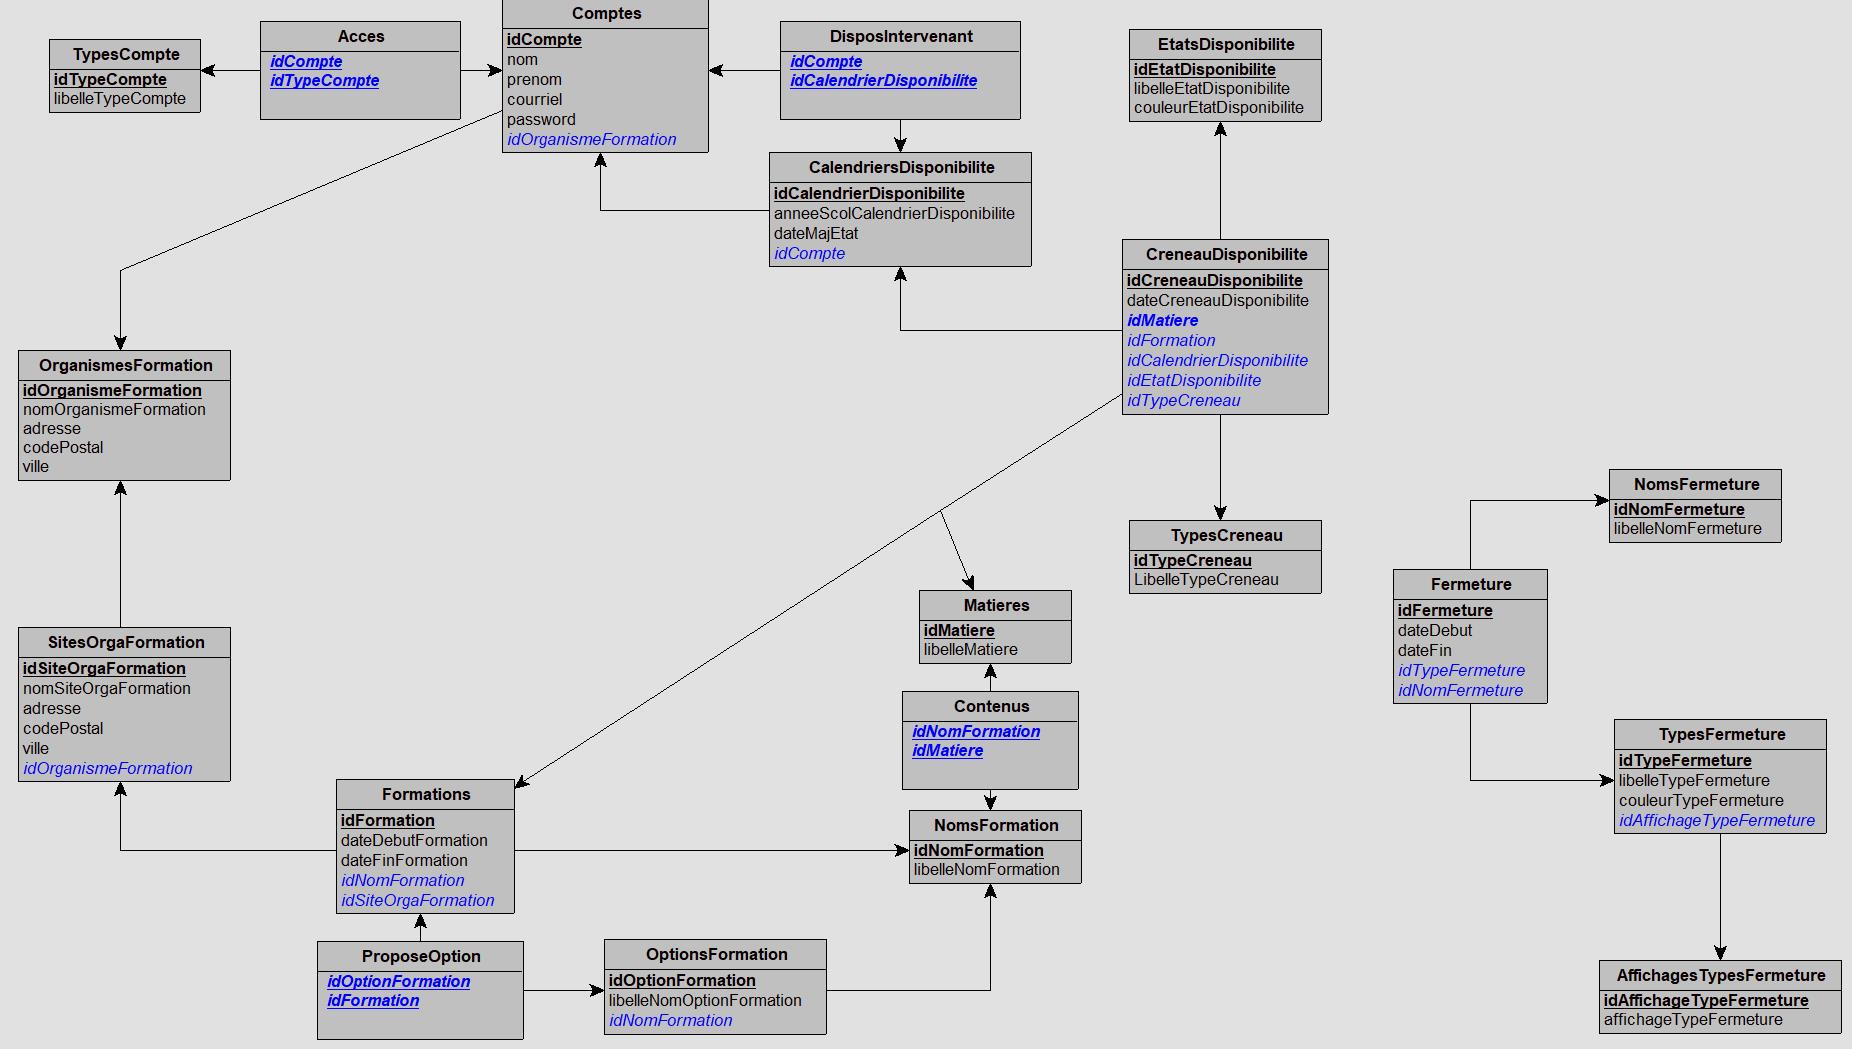 TypesCompte
idTypeCompte
libelleTypeCompte
Acces
idCompte
idTypeCompte
Comptes
idCompte
nom
prenom
courriel
password
idOrganismeFormation
DisposIntervenant
idCompte
idCalendrierDisponibilite
EtatsDisponibilite
idEtatDisponibilite
libelleEtatDisponibilite
couleurEtatDisponibilite
CalendriersDisponibilite
idCalendrierDisponibilite
anneeScolCalendrierDisponibilite
dateMajEtat
idCompte
CreneauDisponibilite
idCreneauDisponibilite
dateCreneauDisponibilite
idMatiere
idFormation
idCalendrierDisponibilite
idEtatDisponibilite
idTypeCreneau
OrganismesFormation
idOrganismeFormation
nomOrganismeFormation
adresse
codePostal
ville
TypesCreneau
idTypeCreneau
LibelleTypeCreneau
NomsFermeture
idNomFermeture
libelleNomFermeture
Fermeture
idFermeture
dateDebut
dateFin
idTypeFermeture
idNomFermeture
Matieres
idMatiere
libelleMatiere
SitesOrgaFormation
idSiteOrgaFormation
nomSiteOrgaFormation
adresse
codePostal
ville
idOrganismeFormation
Contenus
idNomFormation
idMatiere
TypesFermeture
idTypeFermeture
libelleTypeFermeture
couleurTypeFermeture
idAffichageTypeFermeture
Formations
idFormation
dateDebutFormation
dateFinFormation
idNomFormation
idSiteOrgaFormation
NomsFormation
idNomFormation
libelleNomFormation
ProposeOption
idOptionFormation
idFormation
OptionsFormation
idOptionFormation
libelleNomOptionFormation
idNomFormation
AffichagesTypesFermeture
idAffichageTypeFermeture
affichageTypeFermeture